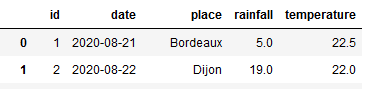 id date place rainfall temperature
0 1 2020-08-21 Bordeaux 5.0 22.5
1 2 2020-08-22 Dijon 19.0 22.0